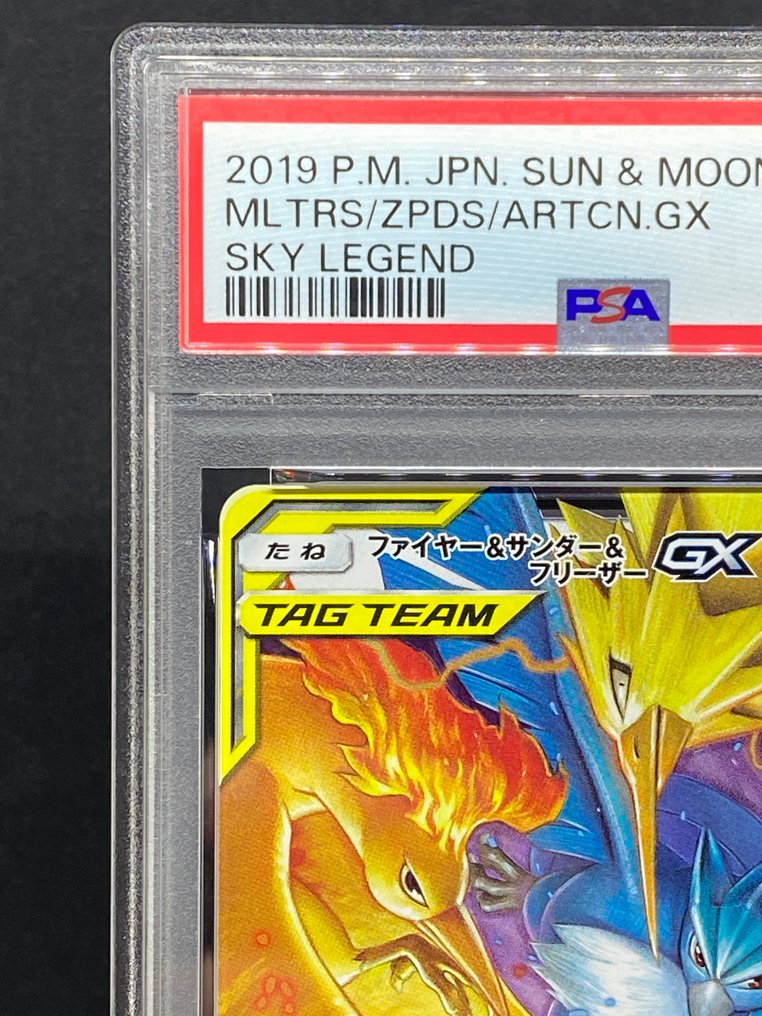 2019 P.M. JPN. SUN & MOON
MLTRS/ZPDS/ARTCN.GX
SKY LEGEND
PSA
たね
ファイヤー&サンダー&
フリーザー GX
TAG TEAM